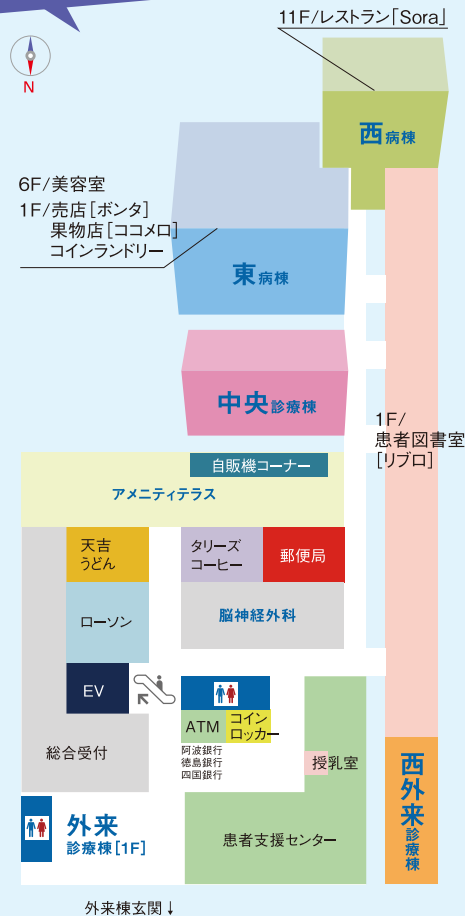 11F/レストラン「Sora」
N
西病棟
6F/美容室
1F/売店[ボンタ]
果物店[ココメロ]
コインランドリー
東病棟
中央診療棟
1F/
患者図書室
[リブロ]
自販機コーナー
アメニティテラス
天吉
うどん
タリーズ
コーヒー
郵便局
ローソン
脳神経外科
EV
ATM
コイン
ロッカー
阿波銀行
徳島銀行
四国銀行
総合受付
授乳室
西外来診療棟
外来
診療棟[1F]
患者支援センター
外来棟玄関↓